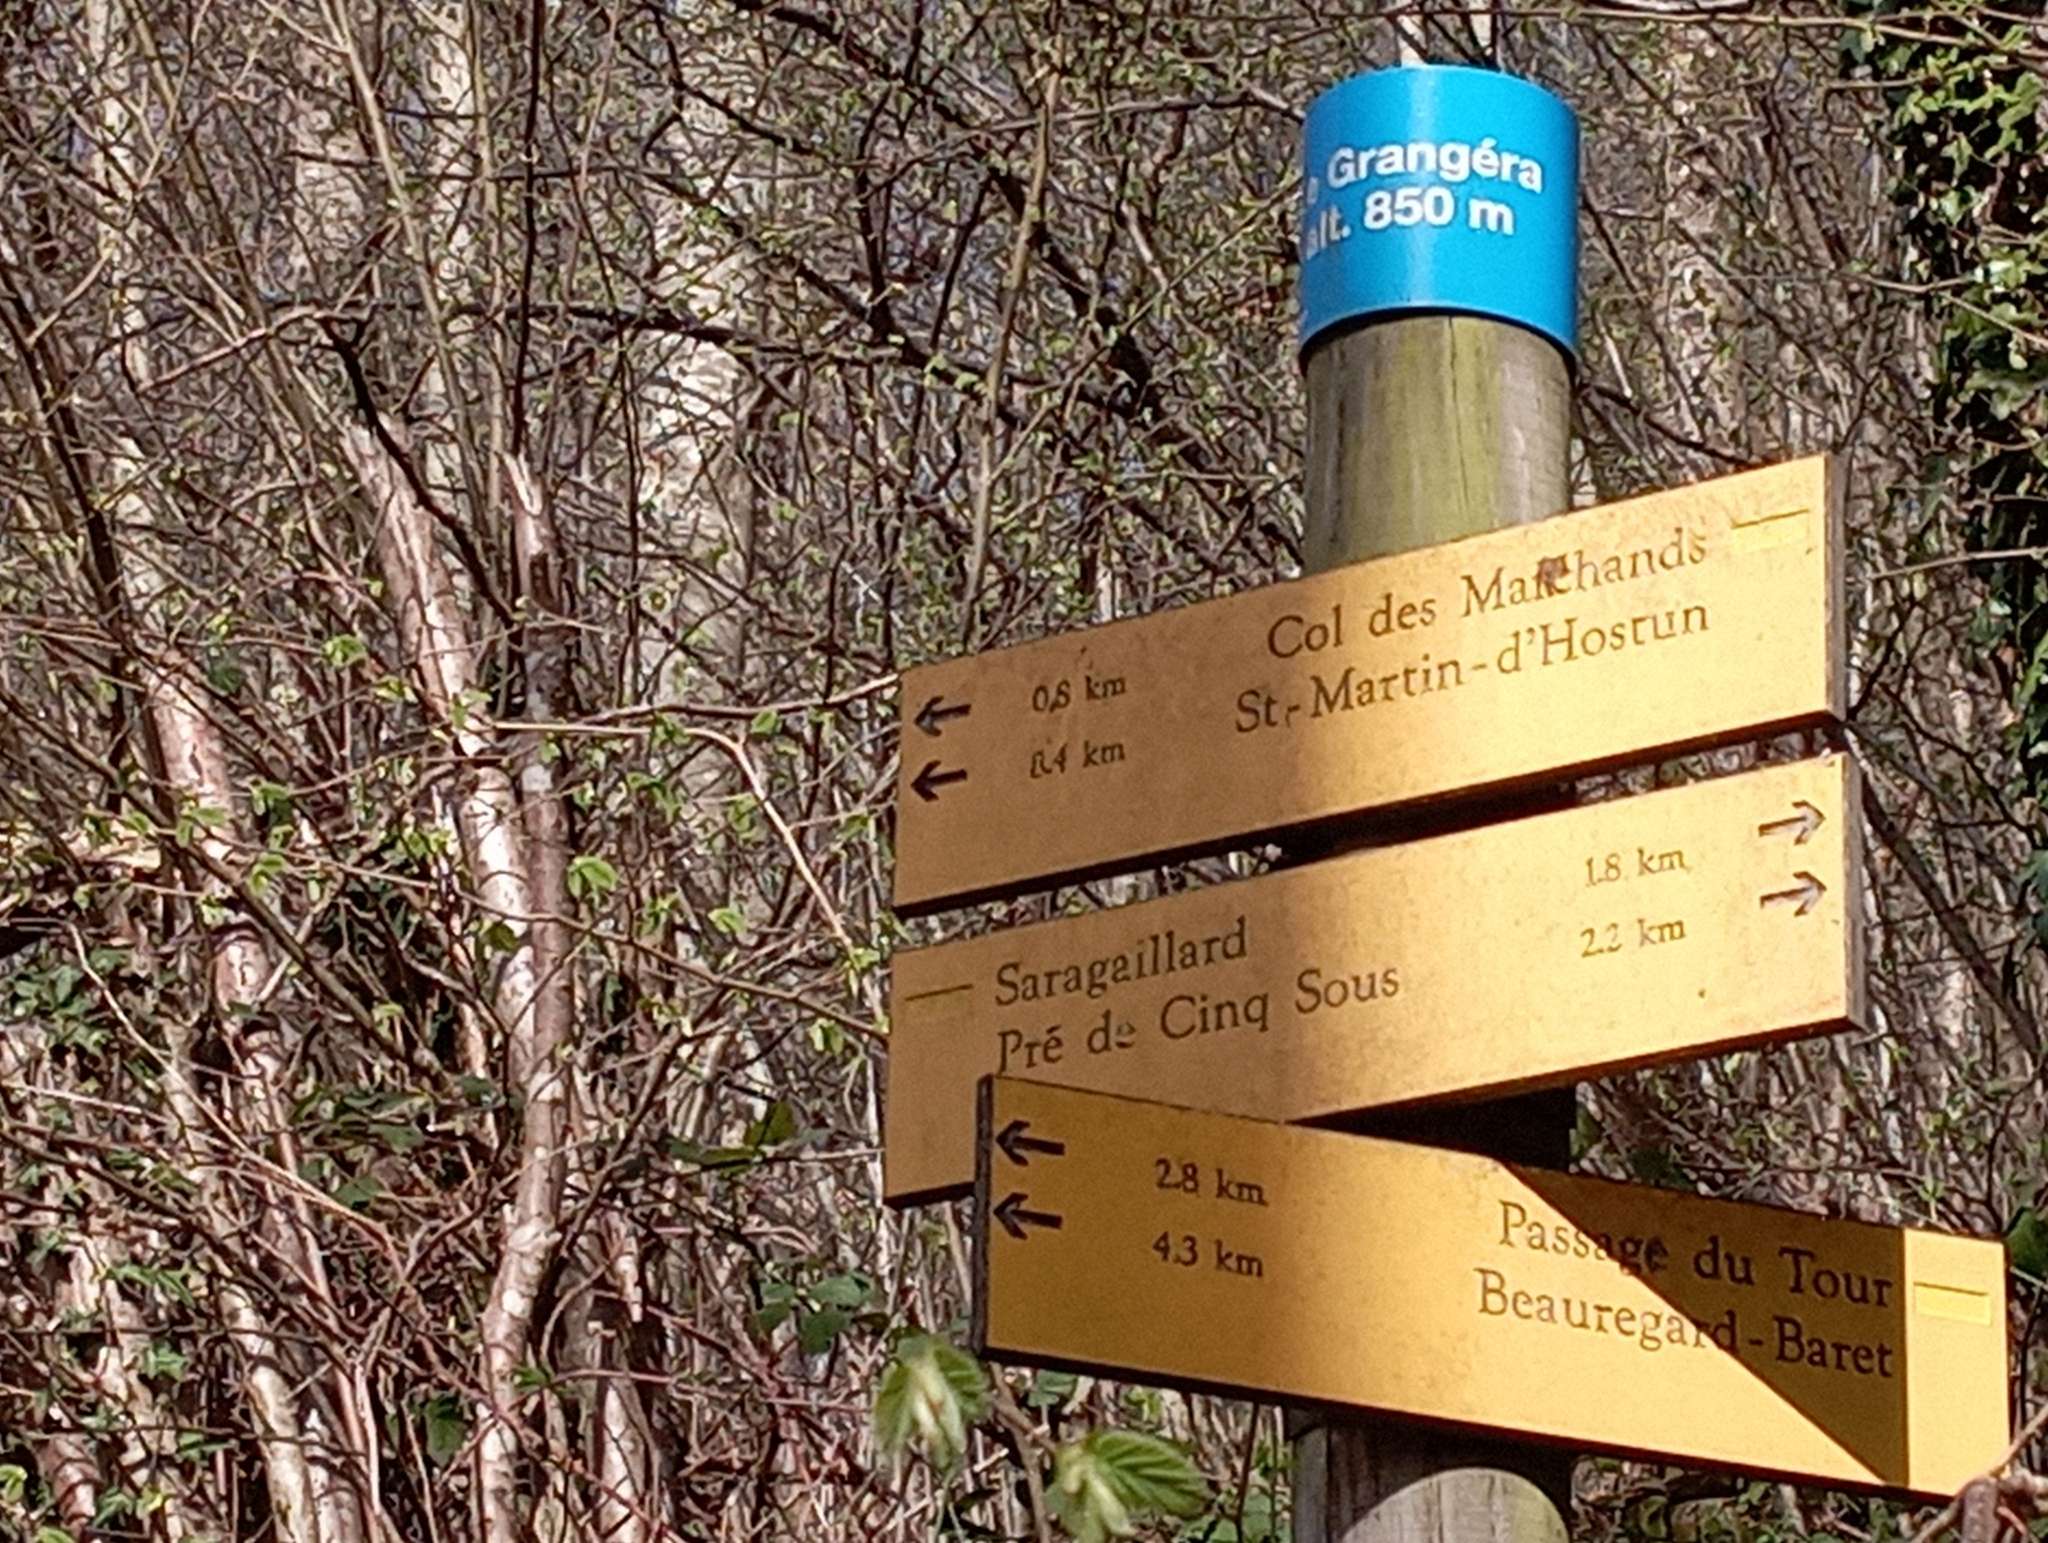 Grangéra
alt. 850 m
Col des Marchands
0,6 km
St-Martin-d'Hostun
8.4 km
Saragaillard
1.8 km
Pré de Cinq Sous
2.2 km
2.8 km
Passage du Tour
4.3 km
Beauregard-Baret